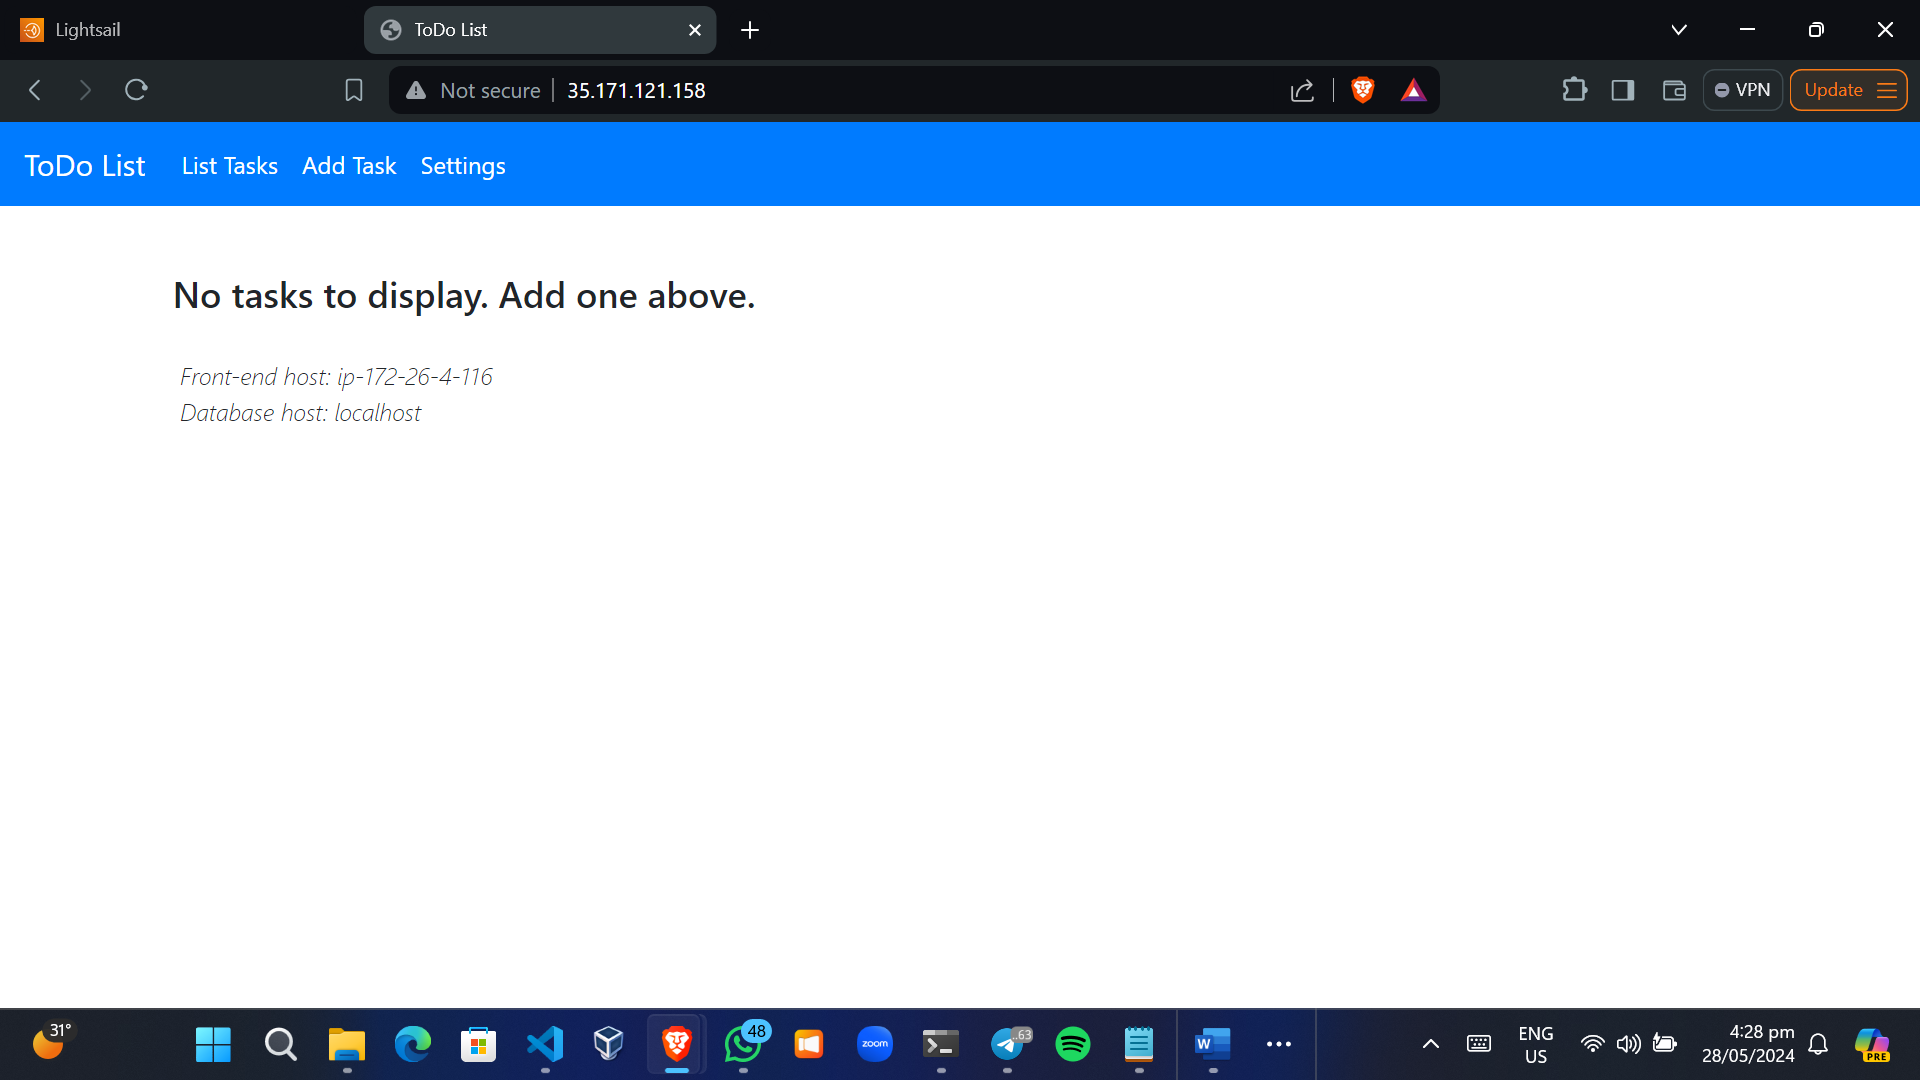 Lightsail
ToDo List
Not secure
35.171.121.158
VPN
Update
ToDo List
List Tasks
Add Task
Settings
No tasks to display. Add one above.
Front-end host: ip-172-26-4-116
Database host: localhost
31°
48
zoom
..63
W
ENG
US
4:28 pm
28/05/2024
PRE